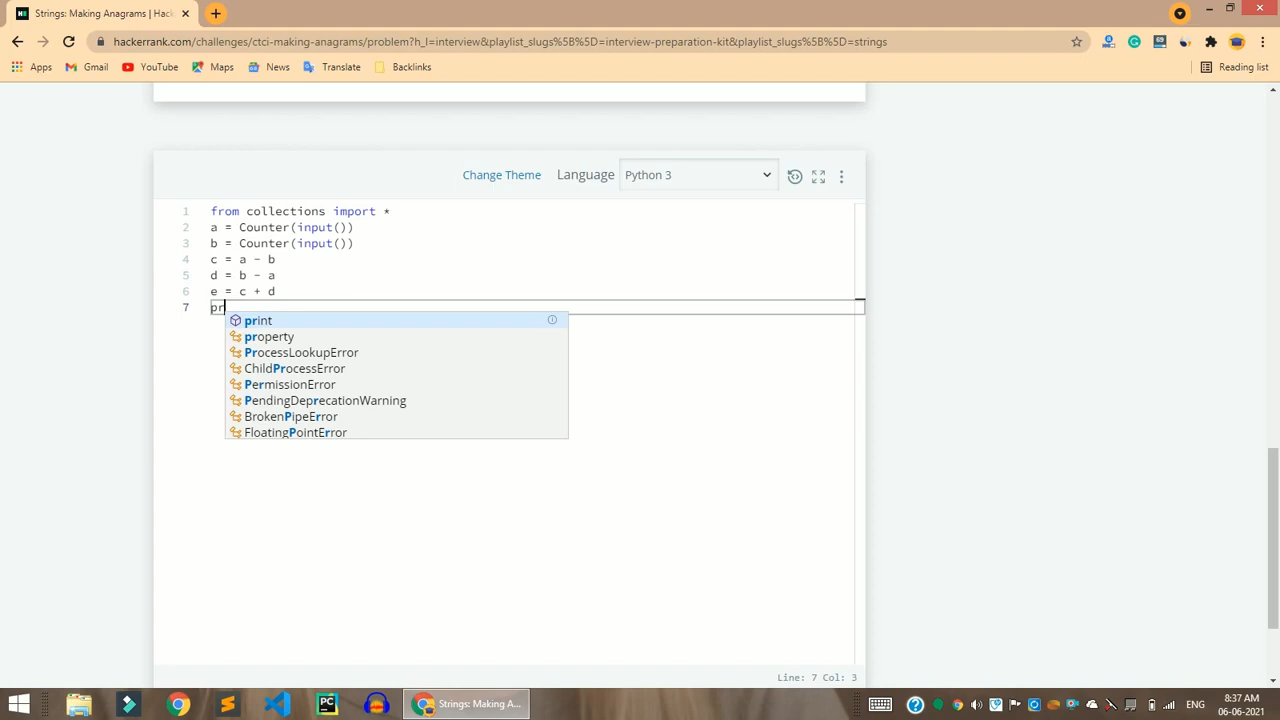 Strings: Making Anagrams | Hack
hackerrank.com/challenges/ctci-making-anagrams/problem?h_l=interview&playlist_slugs%5B%5D=interview-preparation-kit&playlist_slugs%5B%5D=strings
Apps Gmail YouTube Maps News Translate Backlinks Reading list
Change Theme Language Python 3
1 from collections import *
2 a = Counter(input())
3 b = Counter(input())
4 c = a - b
5 d = b - a
6 e = c + d
7 pr
print
property
ProcessLookupError
ChildProcessError
PermissionError
PendingDeprecationWarning
BrokenPipeError
FloatingPointError
Line: 7 Col: 3
Strings: Making A... ENG 8:37 AM
06-06-2021